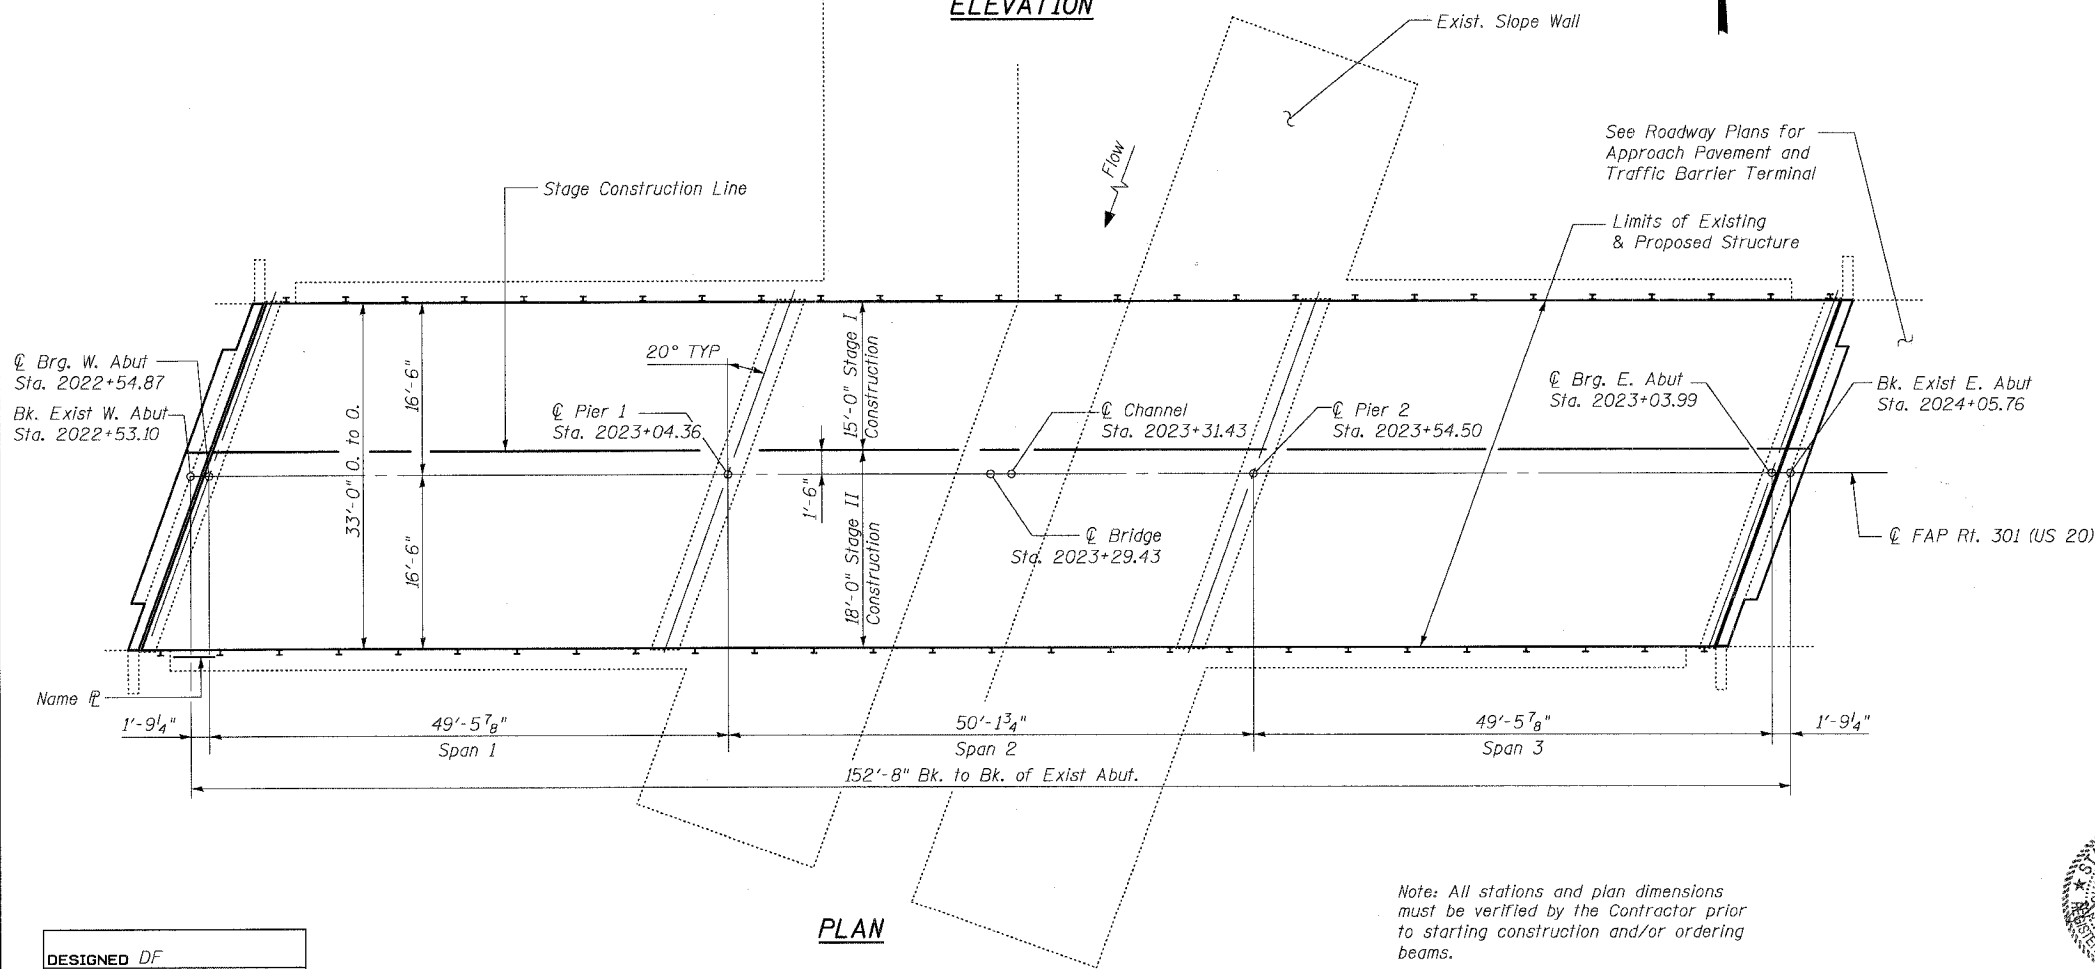 ELEVATION
Exist. Slope Wall
Flow
See Roadway Plans for
Approach Pavement and
Traffic Barrier Terminal
Stage Construction Line
Limits of Existing
& Proposed Structure
℄ Brg. W. Abut
Sta. 2022+54.87
Bk. Exist W. Abut
Sta. 2022+53.10
33'-0" O. to O.
16'-6"
16'-6"
℄ Pier 1
Sta. 2023+04.36
20° TYP
1'-6"
15'-0" Stage I
Construction
18'-0" Stage II
Construction
℄ Channel
Sta. 2023+31.43
℄ Bridge
Sta. 2023+29.43
℄ Pier 2
Sta. 2023+54.50
℄ Brg. E. Abut
Sta. 2023+03.99
Bk. Exist E. Abut
Sta. 2024+05.76
℄ FAP Rt. 301 (US 20)
Name ⅊
1'-9¼"
49'-5⅞"
50'-1¾"
49'-5⅞"
1'-9¼"
Span 1
Span 2
Span 3
152'-8" Bk. to Bk. of Exist Abut.
PLAN
Note: All stations and plan dimensions
must be verified by the Contractor prior
to starting construction and/or ordering
beams.
DESIGNED DF